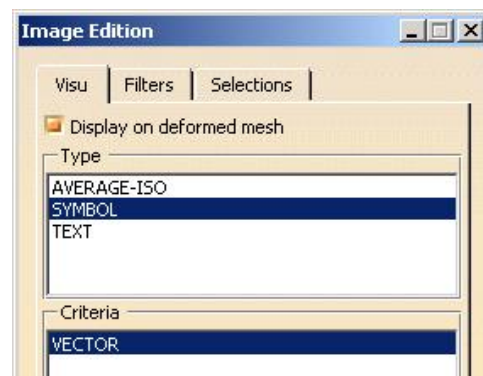 Image Edition
Visu Filters Selections
Display on deformed mesh
Type
AVERAGE-ISO
SYMBOL
TEXT
Criteria
VECTOR